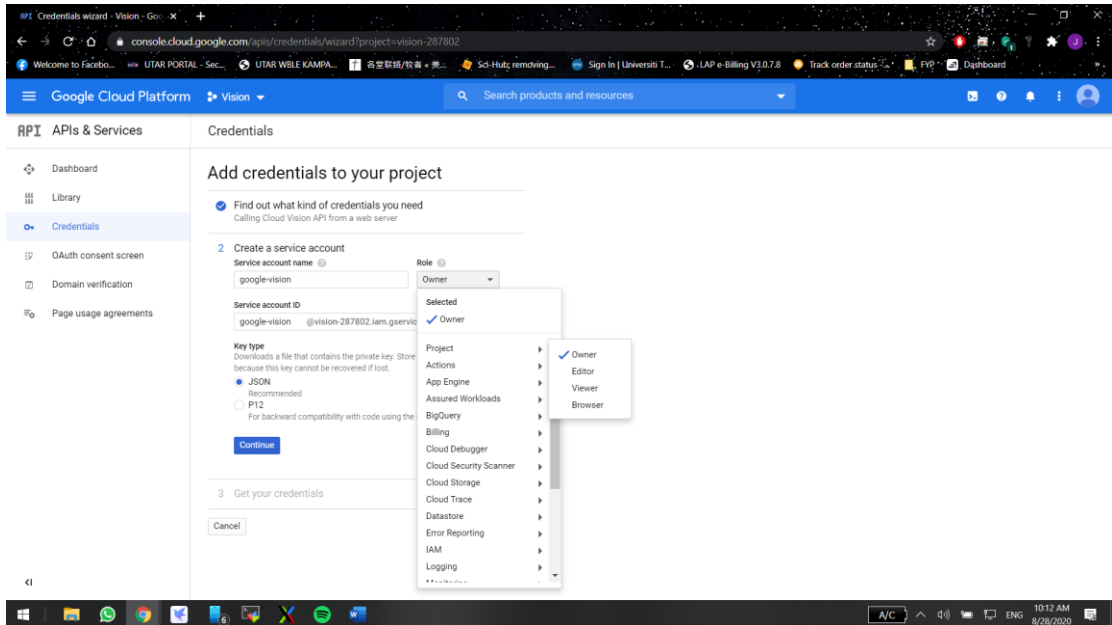 API Credentials wizard - Vision - Goo
console.cloud.google.com/apis/credentials/wizard?project=vision-287802
Welcome to Facebo... UTAR PORTAL - Sec... UTAR WBLE KAMPA... Sci-Hub: removing... Sign In | Universiti T... LAP e-Billing V3.0.7.8 Track order status FYP Dashboard
Google Cloud Platform Vision Search products and resources
API APIs & Services
Credentials
Dashboard
Library
Credentials
OAuth consent screen
Domain verification
Page usage agreements
Add credentials to your project
Find out what kind of credentials you need
Calling Cloud Vision API from a web server
2 Create a service account
Service account name Role
google-vision Owner
Service account ID
google-vision @vision-287802.iam.gservic
Key type
Downloads a file that contains the private key. Store
because this key cannot be recovered if lost.
JSON
Recommended
P12
For backward compatibility with code using the
Continue
3 Get your credentials
Cancel
Selected
Owner
Project
Actions
App Engine
Assured Workloads
BigQuery
Billing
Cloud Debugger
Cloud Security Scanner
Cloud Storage
Cloud Trace
Datastore
Error Reporting
IAM
Logging
Owner
Editor
Viewer
Browser
6 A/C ENG 10:12 AM
8/28/2020